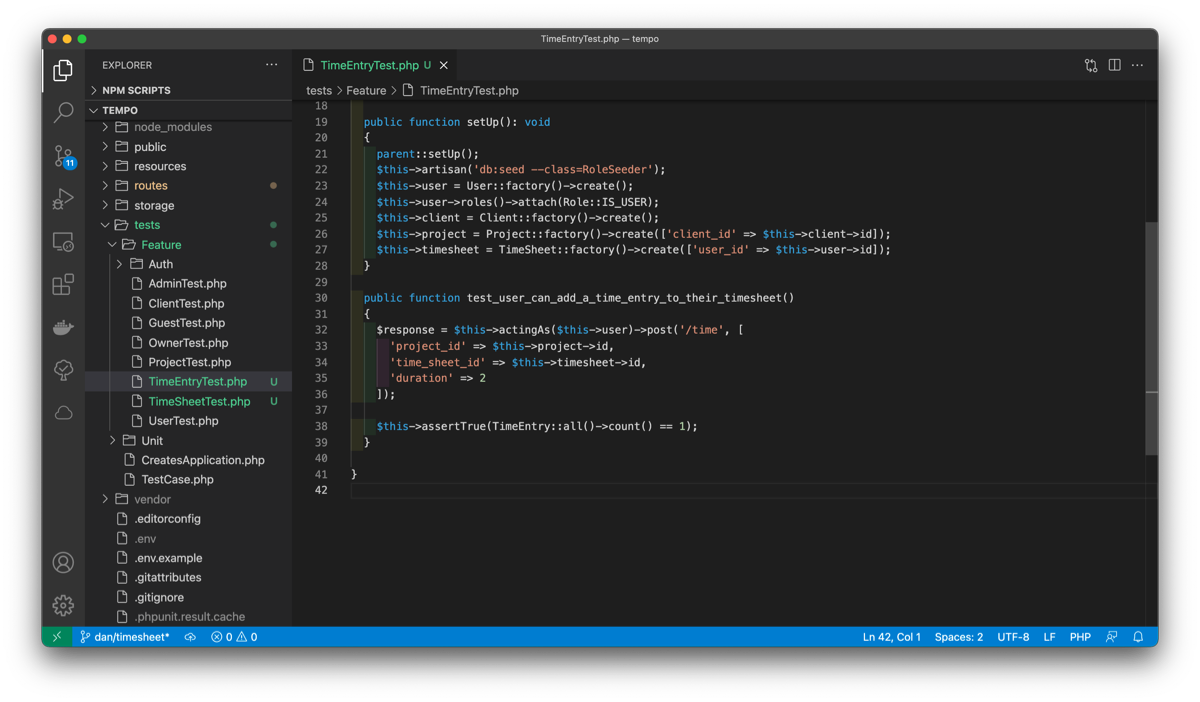 TimeEntryTest.php — tempo
EXPLORER
NPM SCRIPTS
TEMPO
node_modules
public
resources
routes
storage
tests
Feature
Auth
AdminTest.php
ClientTest.php
GuestTest.php
OwnerTest.php
ProjectTest.php
TimeEntryTest.php U
TimeSheetTest.php U
UserTest.php
Unit
CreatesApplication.php
TestCase.php
vendor
.editorconfig
.env
.env.example
.gitattributes
.gitignore
.phpunit.result.cache
11
TimeEntryTest.php U
tests > Feature > TimeEntryTest.php
18
19 public function setUp(): void
20 {
21 parent::setUp();
22 $this->artisan('db:seed --class=RoleSeeder');
23 $this->user = User::factory()->create();
24 $this->user->roles()->attach(Role::IS_USER);
25 $this->client = Client::factory()->create();
26 $this->project = Project::factory()->create(['client_id' => $this->client->id]);
27 $this->timesheet = TimeSheet::factory()->create(['user_id' => $this->user->id]);
28 }
29
30 public function test_user_can_add_a_time_entry_to_their_timesheet()
31 {
32 $response = $this->actingAs($this->user)->post('/time', [
33 'project_id' => $this->project->id,
34 'time_sheet_id' => $this->timesheet->id,
35 'duration' => 2
36 ]);
37
38 $this->assertTrue(TimeEntry::all()->count() == 1);
39 }
40
41 }
42
dan/timesheet* 0 0 Ln 42, Col 1 Spaces: 2 UTF-8 LF PHP